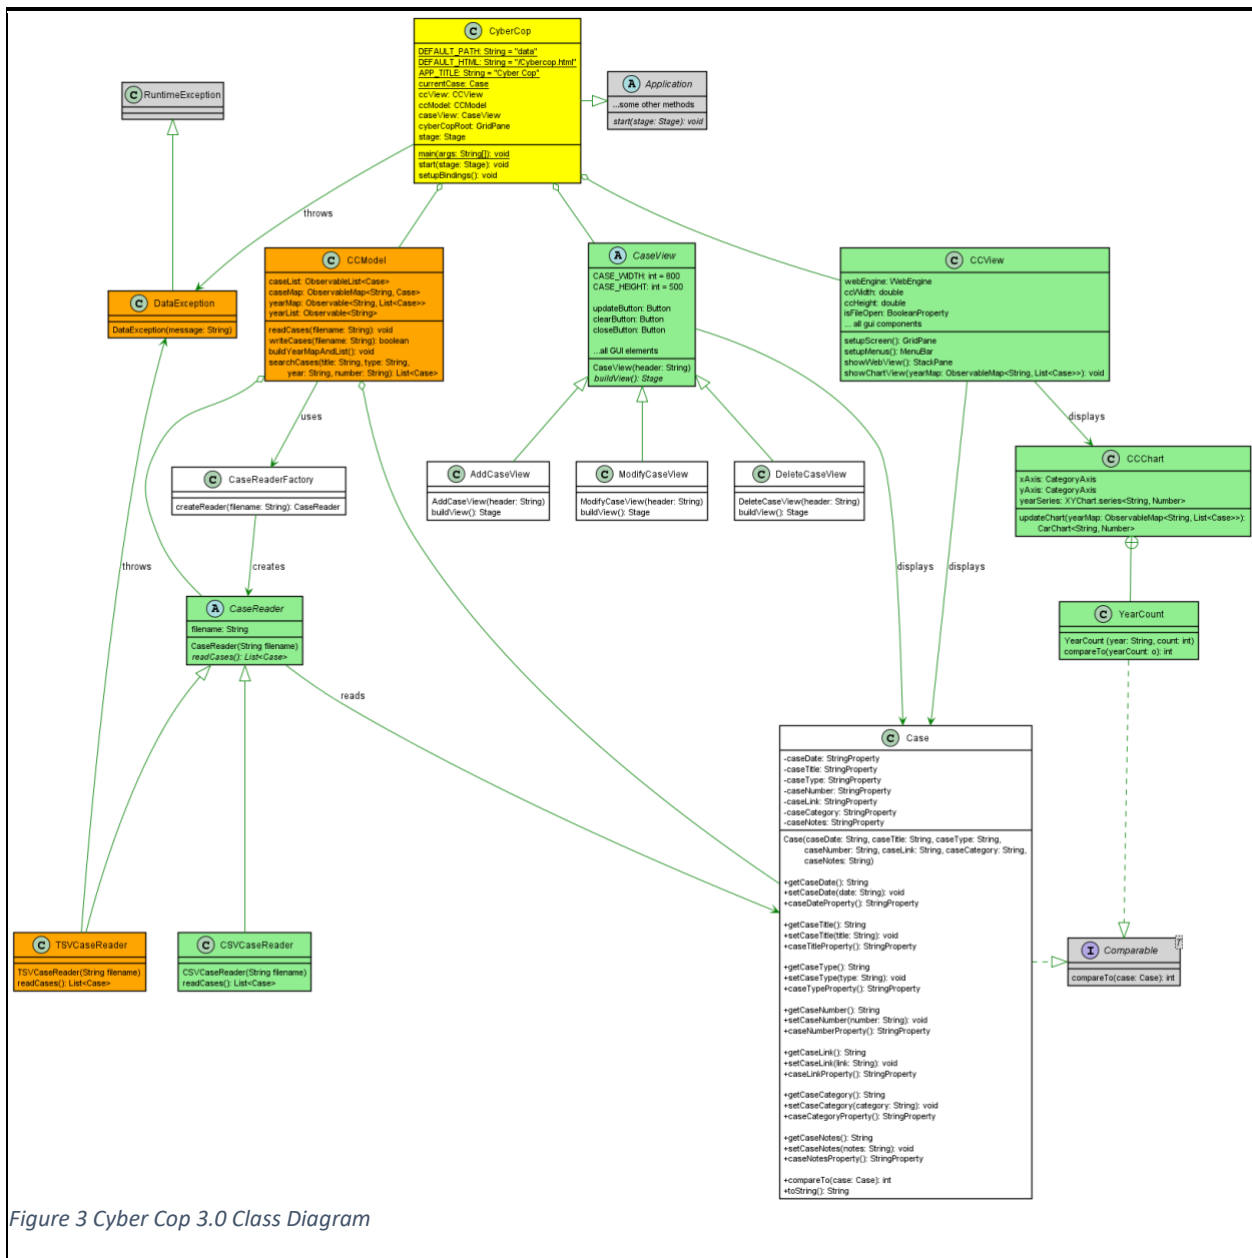 C CyberCop
DEFAULT_PATH: String = "data"
DEFAULT_HTML: String = "/Cybercop.html"
APP_TITLE: String = "Cyber Cop"
currentCase: Case
ccView: CCView
ccModel: CCModel
caseView: CaseView
cyberCopRoot: GridPane
stage: Stage
main(args: String[]): void
start(stage: Stage): void
setupBindings(): void
A Application
...some other methods
start(stage: Stage): void
C RuntimeException
throws
C DataException
DataException(message: String)
C CCModel
caseList: ObservableList<Case>
caseMap: ObservableMap<String, Case>
yearMap: Observable<String, List<Case>>
yearList: Observable<String>
readCases(filename: String): void
writeCases(filename: String): boolean
buildYearMapAndList(): void
searchCases(title: String, type: String,
year: String, number: String): List<Case>
A CaseView
CASE_WIDTH: int = 600
CASE_HEIGHT: int = 500
updateButton: Button
clearButton: Button
closeButton: Button
...all GUI elements
CaseView(header: String)
buildView(): Stage
C CCView
webEngine: WebEngine
ccWidth: double
ccHeight: double
isFileOpen: BooleanProperty
... all gui components
setupScreen(): GridPane
setupMenus(): MenuBar
showWebView(): StackPane
showChartView(yearMap: ObservableMap<String, List<Case>>): void
uses
displays
C CaseReaderFactory
createReader(filename: String): CaseReader
C AddCaseView
AddCaseView(header: String)
buildView(): Stage
C ModifyCaseView
ModifyCaseView(header: String)
buildView(): Stage
C DeleteCaseView
DeleteCaseView(header: String)
buildView(): Stage
C CCChart
xAxis: CategoryAxis
yAxis: CategoryAxis
yearSeries: XYChart.series<String, Number>
updateChart(yearMap: ObservableMap<String, List<Case>>):
CarChart<String, Number>
throws
creates
displays
displays
A CaseReader
filename: String
CaseReader(String filename)
readCases(): List<Case>
C YearCount
YearCount (year: String, count: int)
compareTo(yearCount: o): int
reads
C Case
-caseDate: StringProperty
-caseTitle: StringProperty
-caseType: StringProperty
-caseNumber: StringProperty
-caseLink: StringProperty
-caseCategory: StringProperty
-caseNotes: StringProperty
Case(caseDate: String, caseTitle: String, caseType: String,
caseNumber: String, caseLink: String, caseCategory: String,
caseNotes: String)
+getCaseDate(): String
+setCaseDate(date: String): void
+caseDateProperty(): StringProperty
+getCaseTitle(): String
+setCaseTitle(title: String): void
+caseTitleProperty(): StringProperty
+getCaseType(): String
+setCaseType(type: String): void
+caseTypeProperty(): StringProperty
+getCaseNumber(): String
+setCaseNumber(number: String): void
+caseNumberProperty(): StringProperty
+getCaseLink(): String
+setCaseLink(link: String): void
+caseLinkProperty(): StringProperty
+getCaseCategory(): String
+setCaseCategory(category: String): void
+caseCategoryProperty(): StringProperty
+getCaseNotes(): String
+setCaseNotes(notes: String): void
+caseNotesProperty(): StringProperty
+compareTo(case: Case): int
+toString(): String
C TSVCaseReader
TSVCaseReader(String filename)
readCases(): List<Case>
C CSVCaseReader
CSVCaseReader(String filename)
readCases(): List<Case>
I Comparable
T
compareTo(case: Case): int
Figure 3 Cyber Cop 3.0 Class Diagram